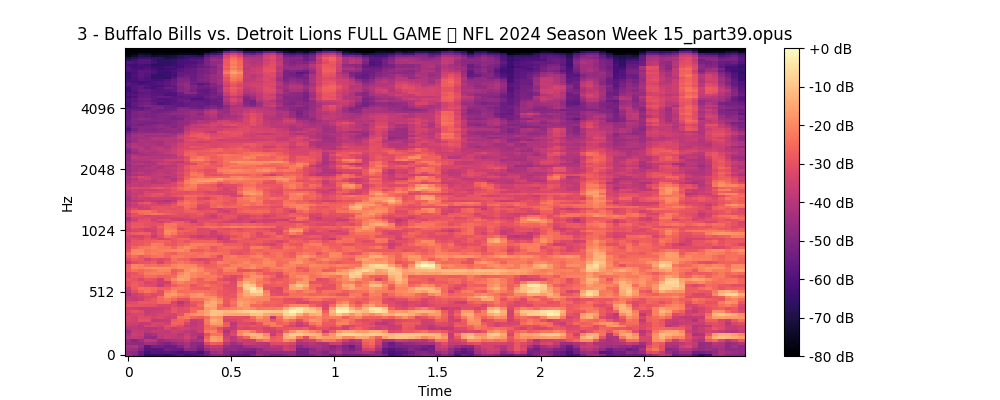 3 - Buffalo Bills vs. Detroit Lions FULL GAME NFL 2024 Season Week 15_part39.opus
+0 dB
-10 dB
-20 dB
-30 dB
-40 dB
-50 dB
-60 dB
-70 dB
-80 dB
4096
2048
1024
512
0
Hz
0
0.5
1
1.5
2
2.5
Time